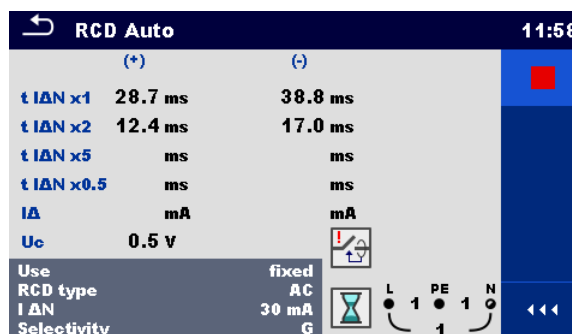 RCD Auto 11:58
(+) (-)
t IΔN x1 28.7 ms 38.8 ms
t IΔN x2 12.4 ms 17.0 ms
t IΔN x5 ms ms
t IΔN x0.5 ms ms
IΔ mA mA
Uc 0.5 V
Use fixed
RCD type AC
I ΔN 30 mA
Selectivity G
L PE N
1 1
1